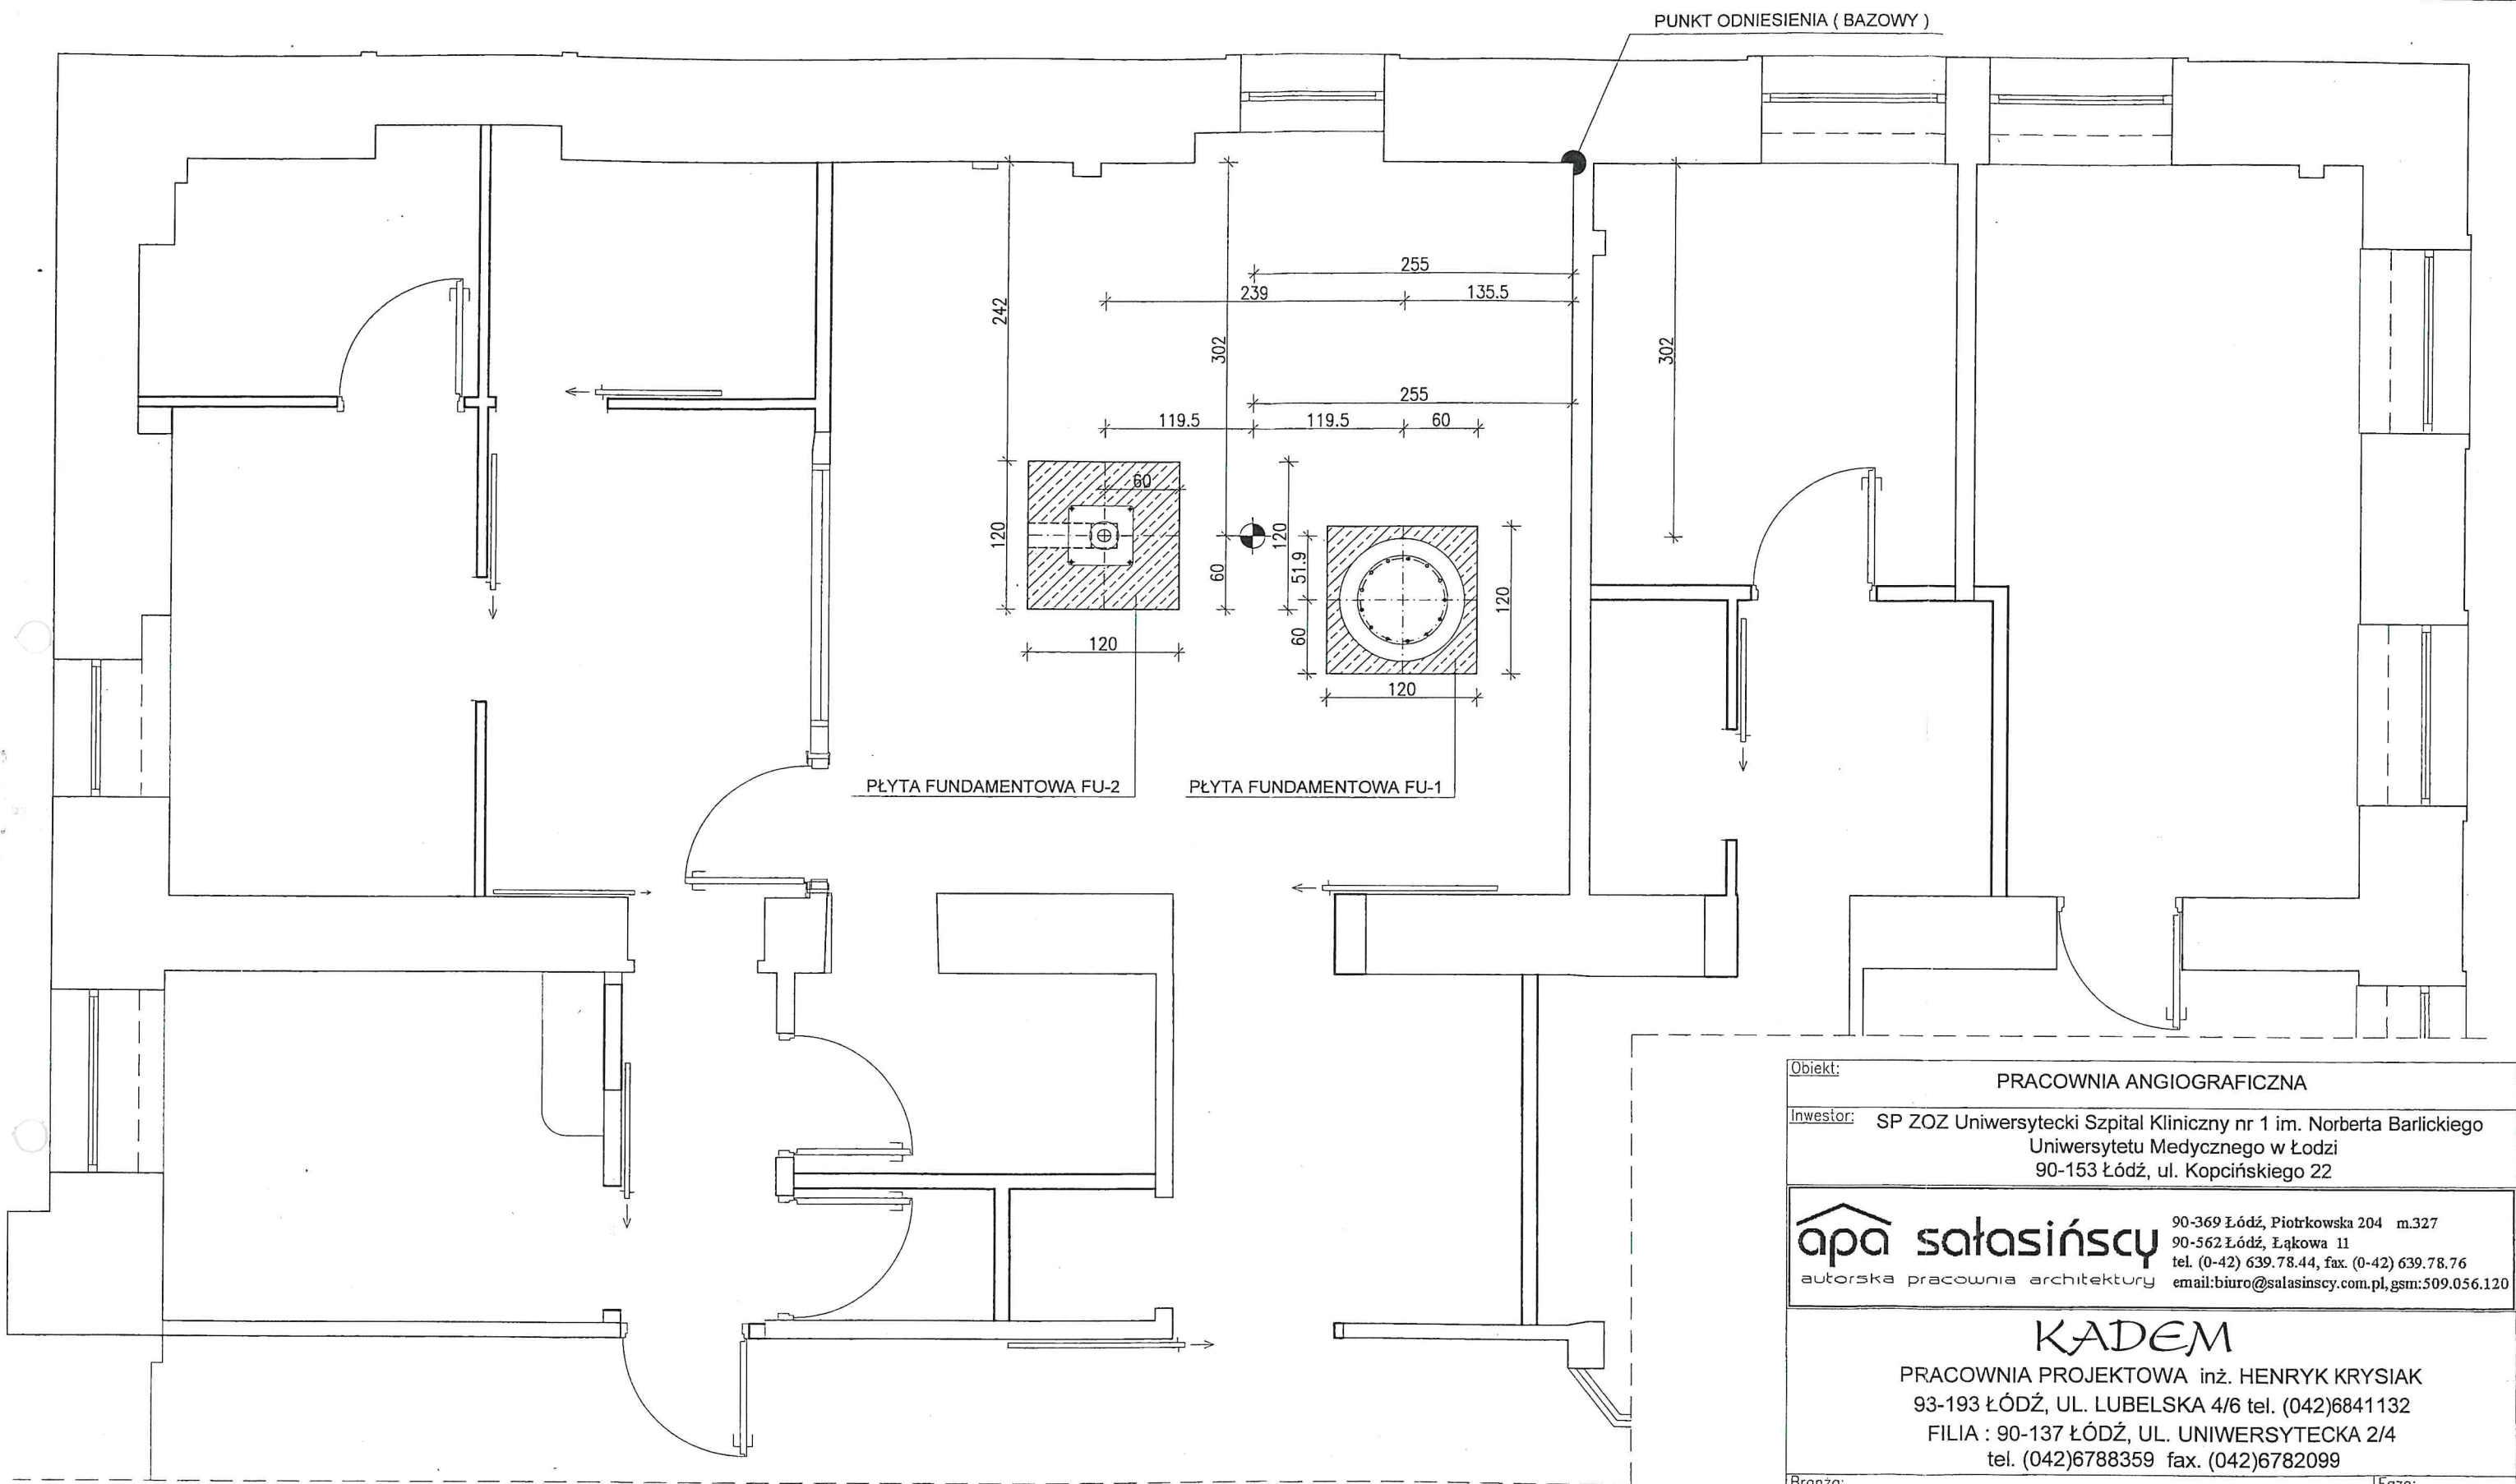 PUNKT ODNIESIENIA ( BAZOWY )
255
239
135.5
242
302
302
255
119.5
119.5
60
60
120
120
51.9
60
60
120
120
120
PŁYTA FUNDAMENTOWA FU-2
PŁYTA FUNDAMENTOWA FU-1
Obiekt:
PRACOWNIA ANGIOGRAFICZNA
Inwestor:
SP ZOZ Uniwersytecki Szpital Kliniczny nr 1 im. Norberta Barlickiego
Uniwersytetu Medycznego w Łodzi
90-153 Łódź, ul. Kopcińskiego 22
apa sałasińscy
autorska pracownia architektury
90-369 Łódź, Piotrkowska 204 m.327
90-562 Łódź, Łąkowa 11
tel. (0-42) 639.78.44, fax. (0-42) 639.78.76
email:biuro@salasinscy.com.pl,gsm:509.056.120
KADEM
PRACOWNIA PROJEKTOWA inż. HENRYK KRYSIAK
93-193 ŁÓDŹ, UL. LUBELSKA 4/6 tel. (042)6841132
FILIA : 90-137 ŁÓDŹ, UL. UNIWERSYTECKA 2/4
tel. (042)6788359 fax. (042)6782099
Branża:
Faza: